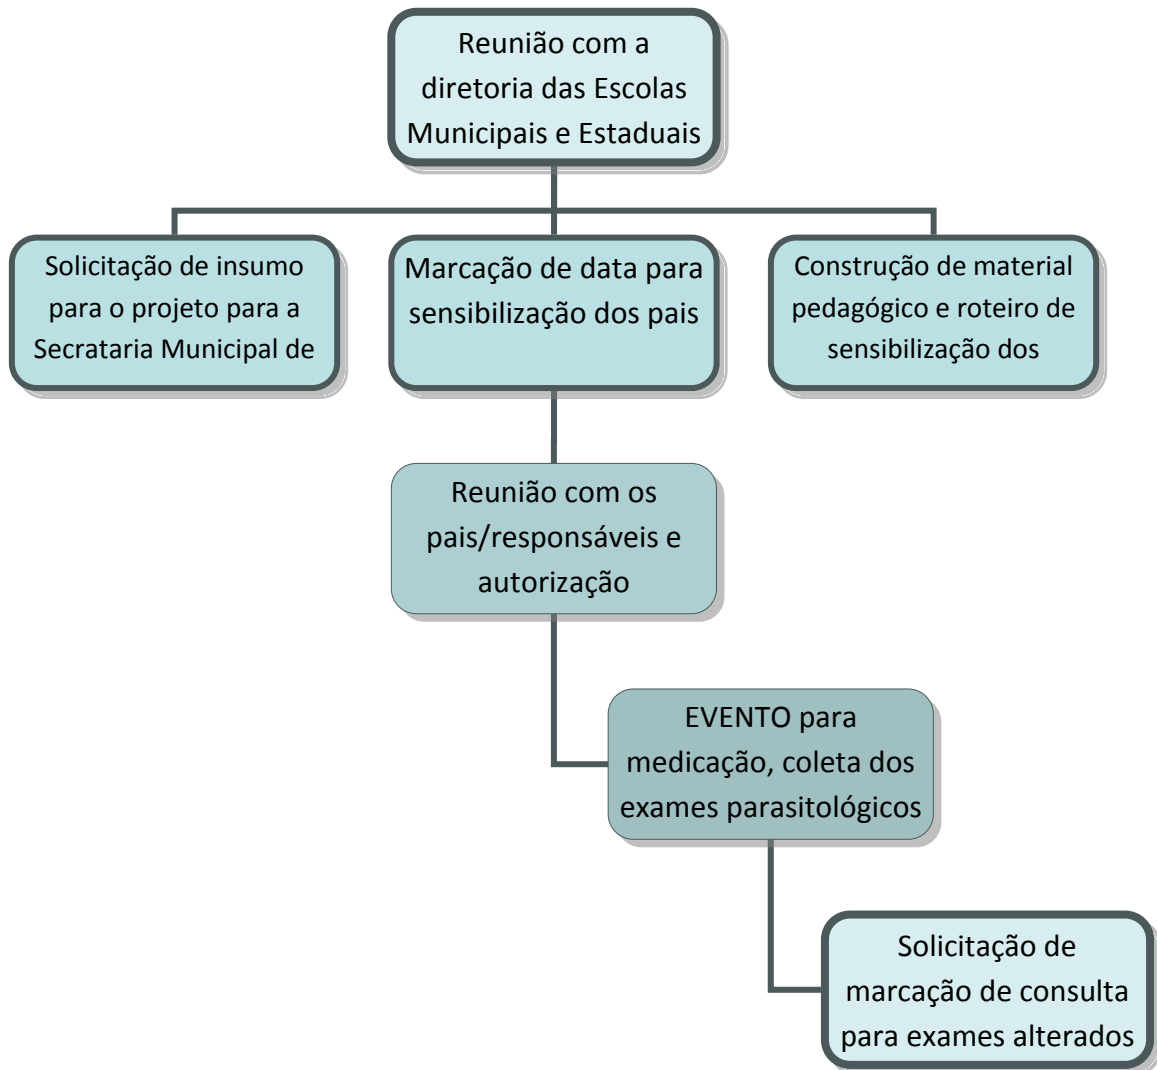 Reunião com a
diretoria das Escolas
Municipais e Estaduais
Solicitação de insumo
para o projeto para a
Secrataria Municipal de
Marcação de data para
sensibilização dos pais
Construção de material
pedagógico e roteiro de
sensibilização dos
Reunião com os
pais/responsáveis e
autorização
EVENTO para
medicação, coleta dos
exames parasitológicos
Solicitação de
marcação de consulta
para exames alterados